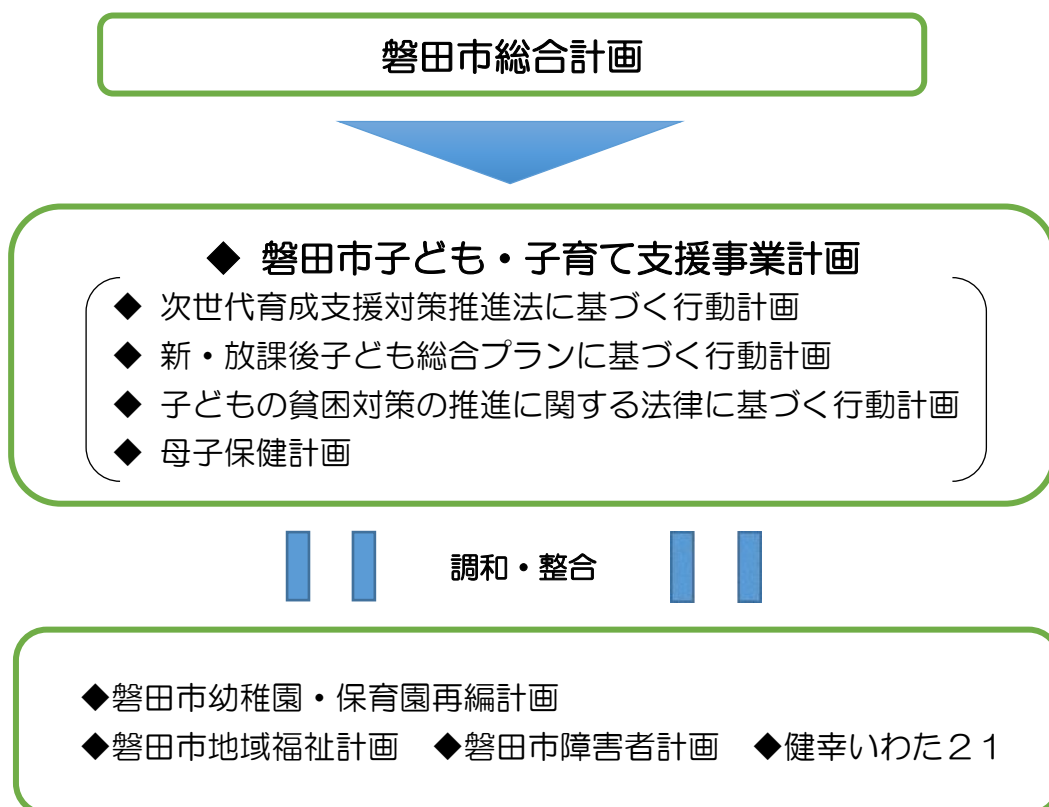 磐田市総合計画
◆ 磐田市子ども・子育て支援事業計画
◆ 次世代育成支援対策推進法に基づく行動計画
◆ 新・放課後子ども総合プランに基づく行動計画
◆ 子どもの貧困対策の推進に関する法律に基づく行動計画
◆ 母子保健計画
調和・整合
◆磐田市幼稚園・保育園再編計画
◆磐田市地域福祉計画 ◆磐田市障害者計画 ◆健幸いわた２１